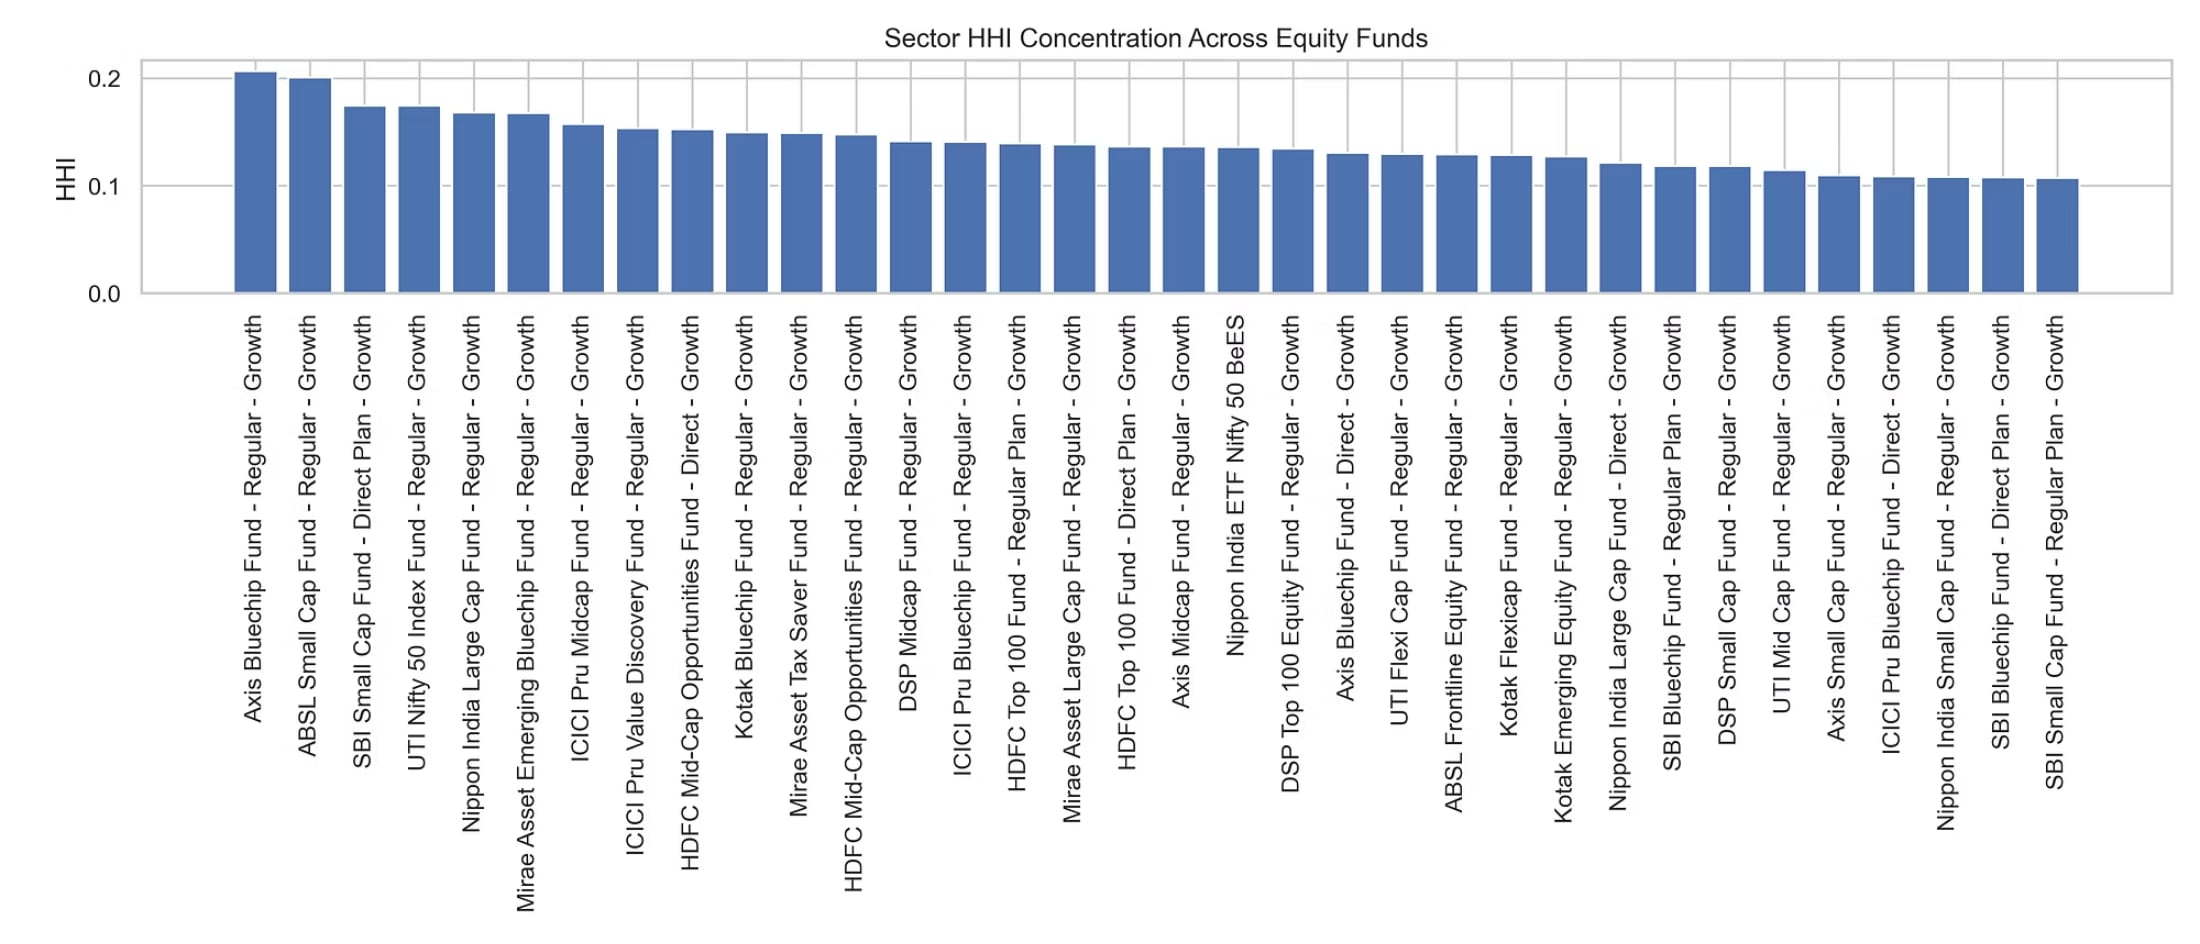 Sector HHI Concentration Across Equity Funds
HHI
0.2
0.1
0.0
Axis Bluechip Fund - Regular - Growth
ABSL Small Cap Fund - Regular - Growth
SBI Small Cap Fund - Direct Plan - Growth
UTI Nifty 50 Index Fund - Regular - Growth
Nippon India Large Cap Fund - Regular - Growth
Mirae Asset Emerging Bluechip Fund - Regular - Growth
ICICI Pru Midcap Fund - Regular - Growth
ICICI Pru Value Discovery Fund - Regular - Growth
HDFC Mid-Cap Opportunities Fund - Direct - Growth
Kotak Bluechip Fund - Regular - Growth
Mirae Asset Tax Saver Fund - Regular - Growth
HDFC Mid-Cap Opportunities Fund - Regular - Growth
DSP Midcap Fund - Regular - Growth
ICICI Pru Bluechip Fund - Regular - Growth
HDFC Top 100 Fund - Regular Plan - Growth
Mirae Asset Large Cap Fund - Regular - Growth
HDFC Top 100 Fund - Direct Plan - Growth
Axis Midcap Fund - Regular - Growth
Nippon India ETF Nifty 50 BeES
DSP Top 100 Equity Fund - Regular - Growth
Axis Bluechip Fund - Direct - Growth
UTI Flexi Cap Fund - Regular - Growth
ABSL Frontline Equity Fund - Regular - Growth
Kotak Flexicap Fund - Regular - Growth
Kotak Emerging Equity Fund - Regular - Growth
Nippon India Large Cap Fund - Direct - Growth
SBI Bluechip Fund - Regular Plan - Growth
DSP Small Cap Fund - Regular - Growth
UTI Mid Cap Fund - Regular - Growth
Axis Small Cap Fund - Regular - Growth
ICICI Pru Bluechip Fund - Direct - Growth
Nippon India Small Cap Fund - Regular - Growth
SBI Bluechip Fund - Direct Plan - Growth
SBI Small Cap Fund - Regular Plan - Growth